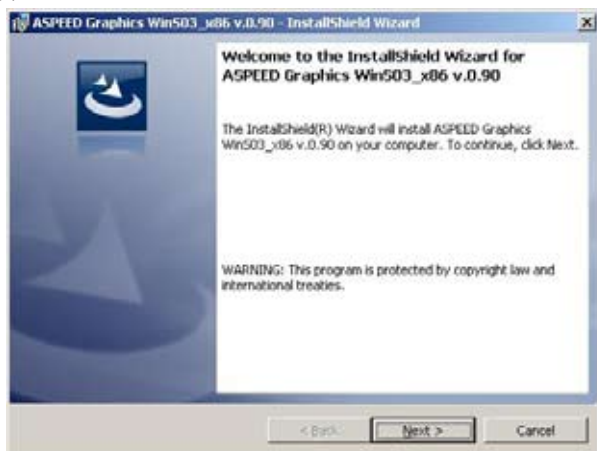 ASPEED Graphics WinS03_x86 v.0.90 - InstallShield Wizard
Welcome to the InstallShield Wizard for
ASPEED Graphics WinS03_x86 v.0.90
The InstallShield(R) Wizard will install ASPEED Graphics
WinS03_x86 v.0.90 on your computer. To continue, click Next.
WARNING: This program is protected by copyright law and
international treaties.
< Back
Next >
Cancel